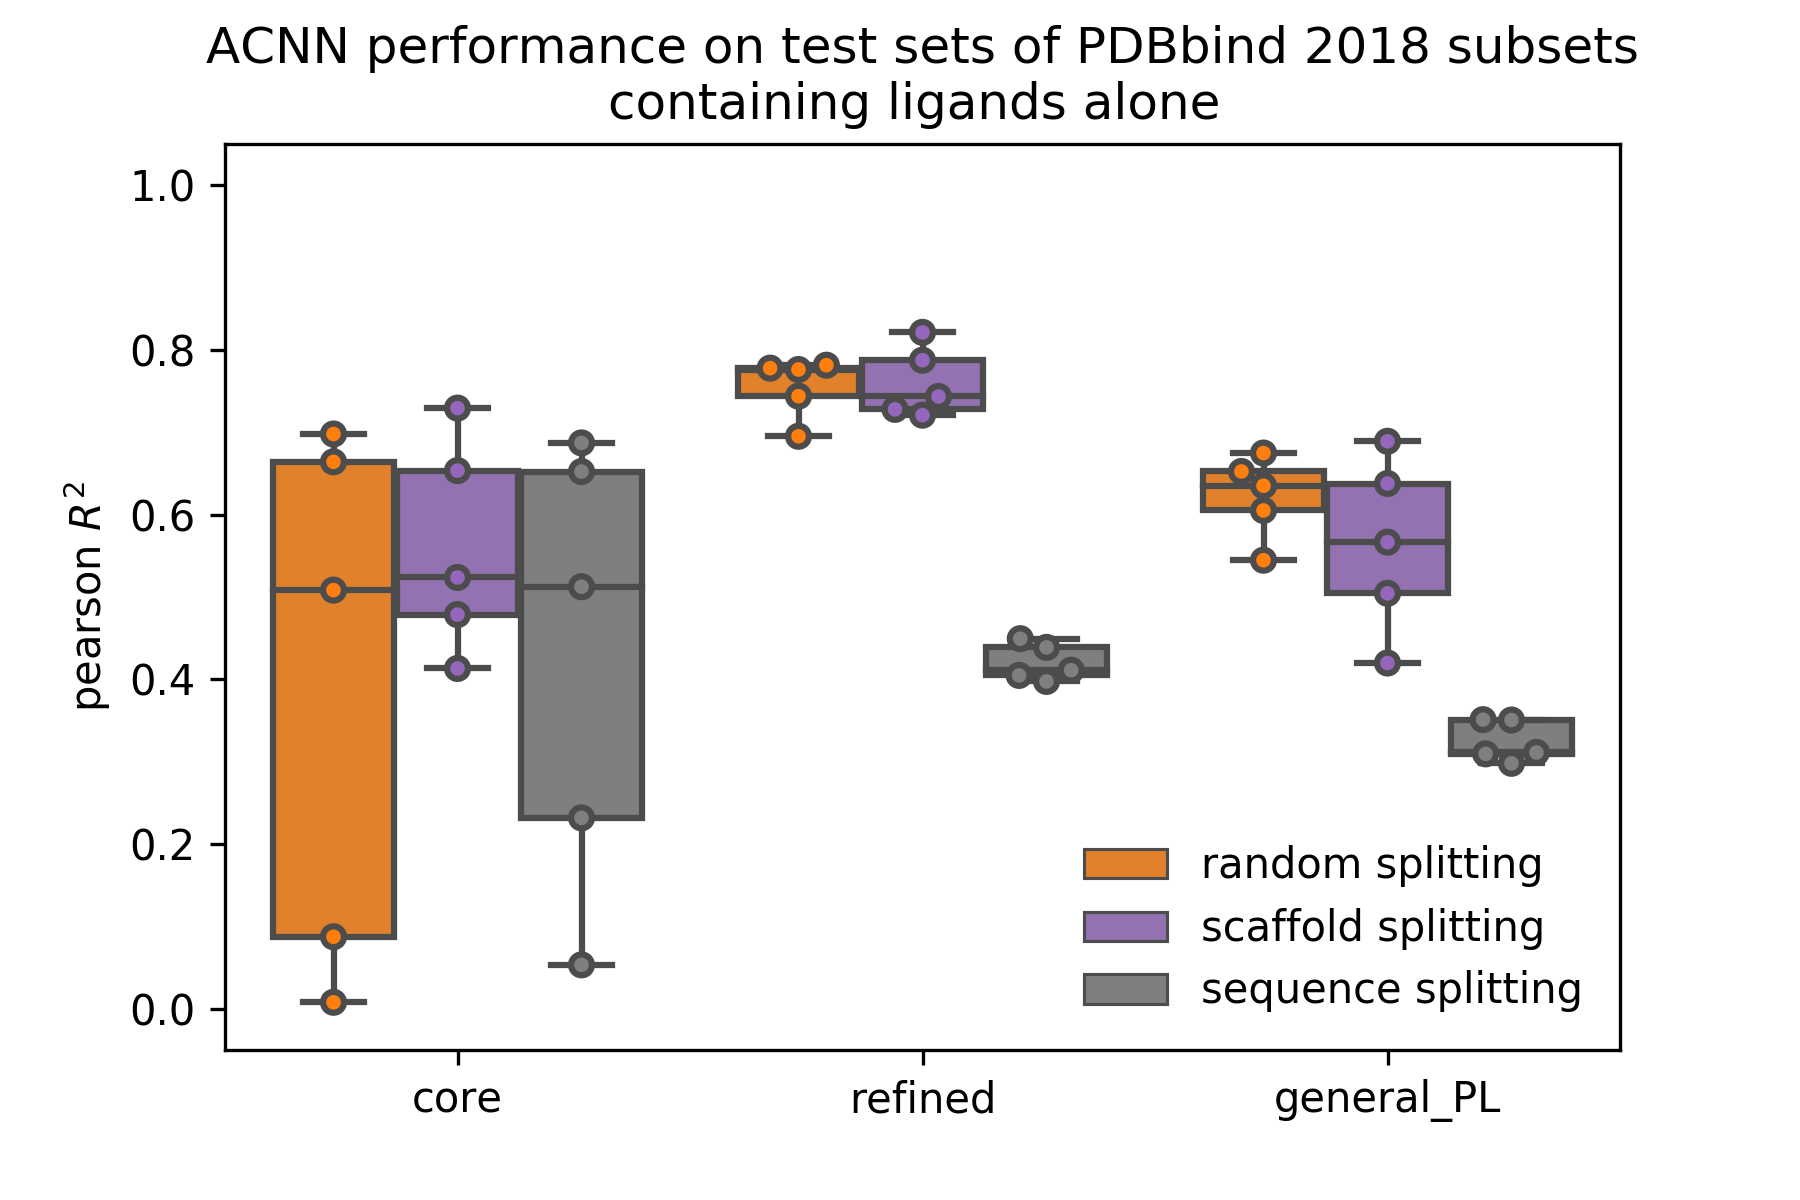 ACNN performance on test sets of PDBbind 2018 subsets
containing ligands alone
pearson R²
1.0
0.8
0.6
0.4
0.2
0.0
random splitting
scaffold splitting
sequence splitting
core
refined
general_PL